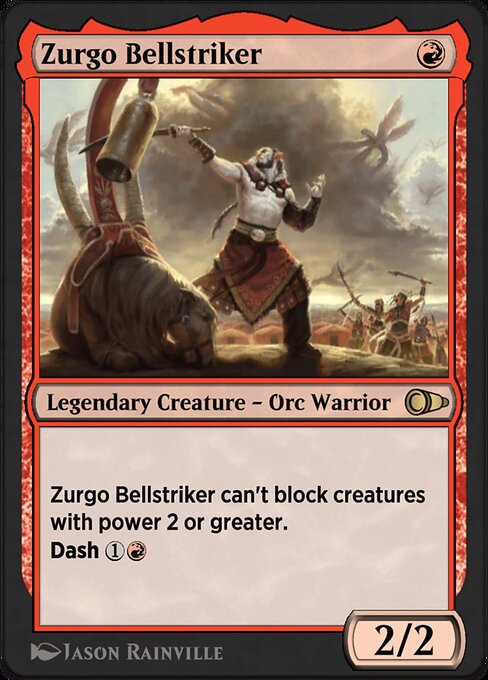 Zurgo Bellstriker
Legendary Creature – Orc Warrior
Zurgo Bellstriker can't block creatures
with power 2 or greater.
Dash 1
2/2
Jason Rainville